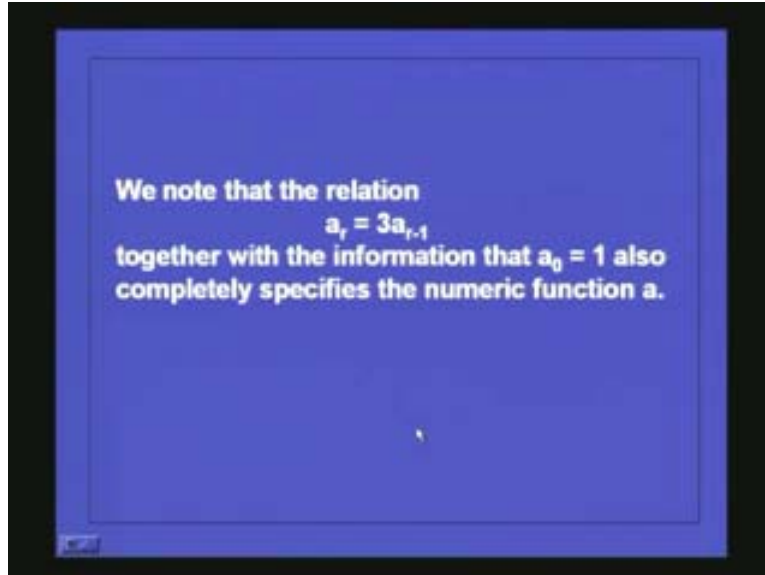 We note that the relation
aᵣ = 3aᵣ₋₁
together with the information that a₀ = 1 also
completely specifies the numeric function a.